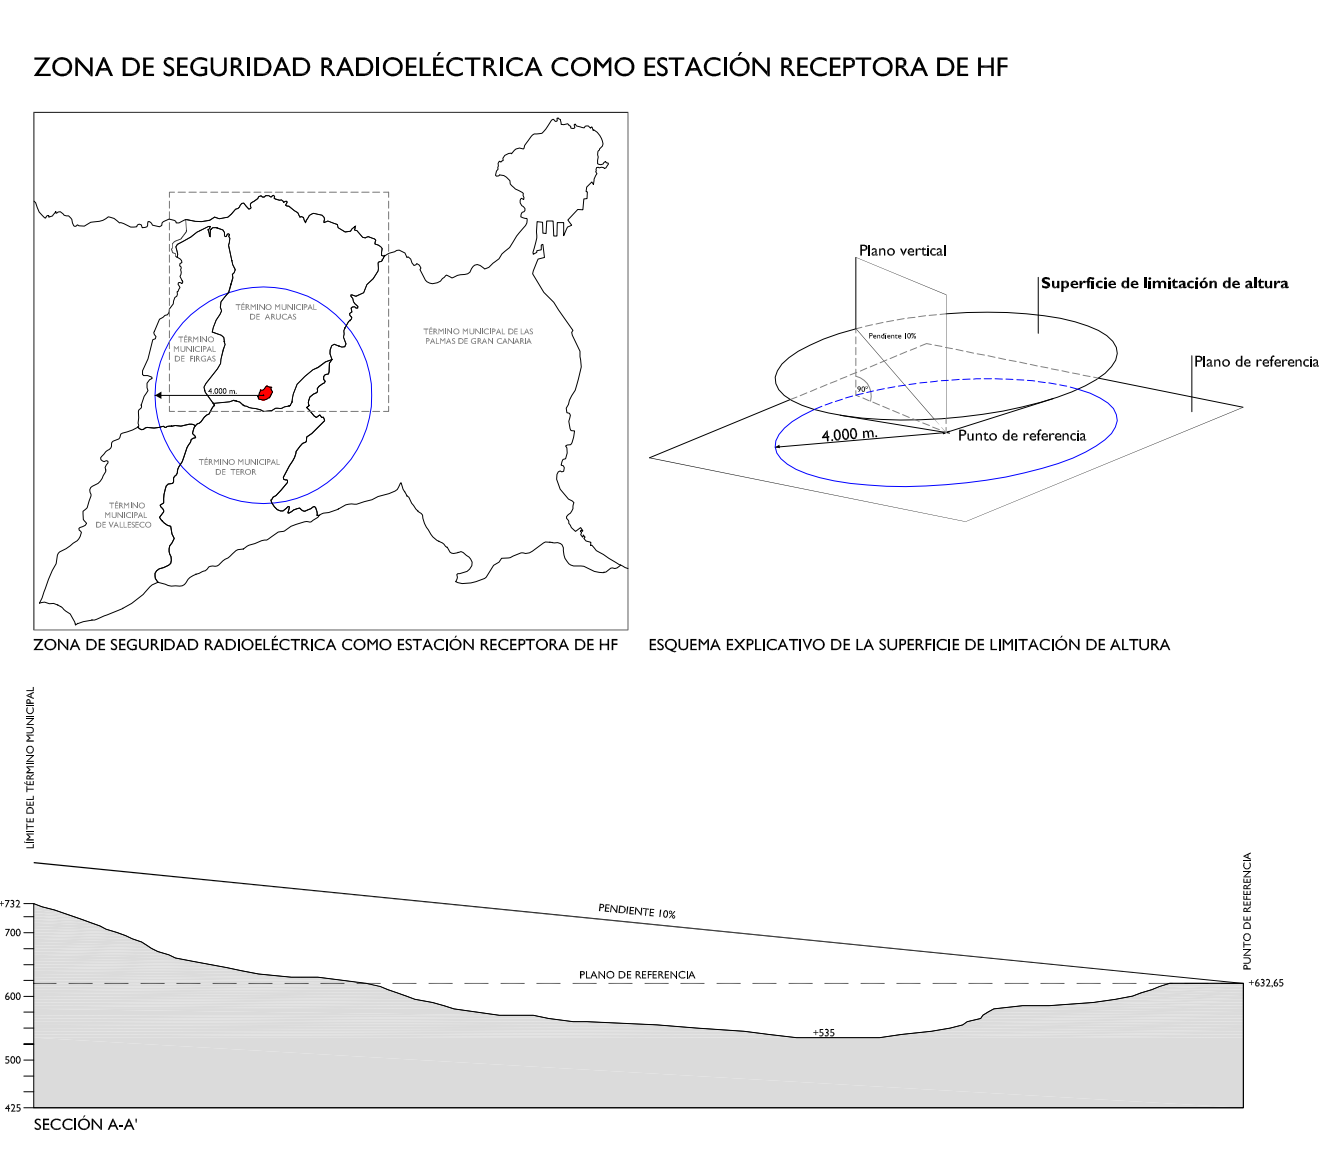 ZONA DE SEGURIDAD RADIOELÉCTRICA COMO ESTACIÓN RECEPTORA DE HF
TÉRMINO MUNICIPAL
DE ARUCAS
TÉRMINO
MUNICIPAL
DE FIRGAS
TÉRMINO MUNICIPAL DE LAS
PALMAS DE GRAN CANARIA
4.000 m.
TÉRMINO MUNICIPAL
DE TEROR
TÉRMINO
MUNICIPAL
DE VALLESECO
ZONA DE SEGURIDAD RADIOELÉCTRICA COMO ESTACIÓN RECEPTORA DE HF
Plano vertical
Superficie de limitación de altura
Pendiente 10%
Plano de referencia
90°
4.000 m.
Punto de referencia
ESQUEMA EXPLICATIVO DE LA SUPERFICIE DE LIMITACIÓN DE ALTURA
LÍMITE DEL TÉRMINO MUNICIPAL
PUNTO DE REFERENCIA
+732
700
600
500
425
PENDIENTE 10%
PLANO DE REFERENCIA
+632,65
+535
SECCIÓN A-A'